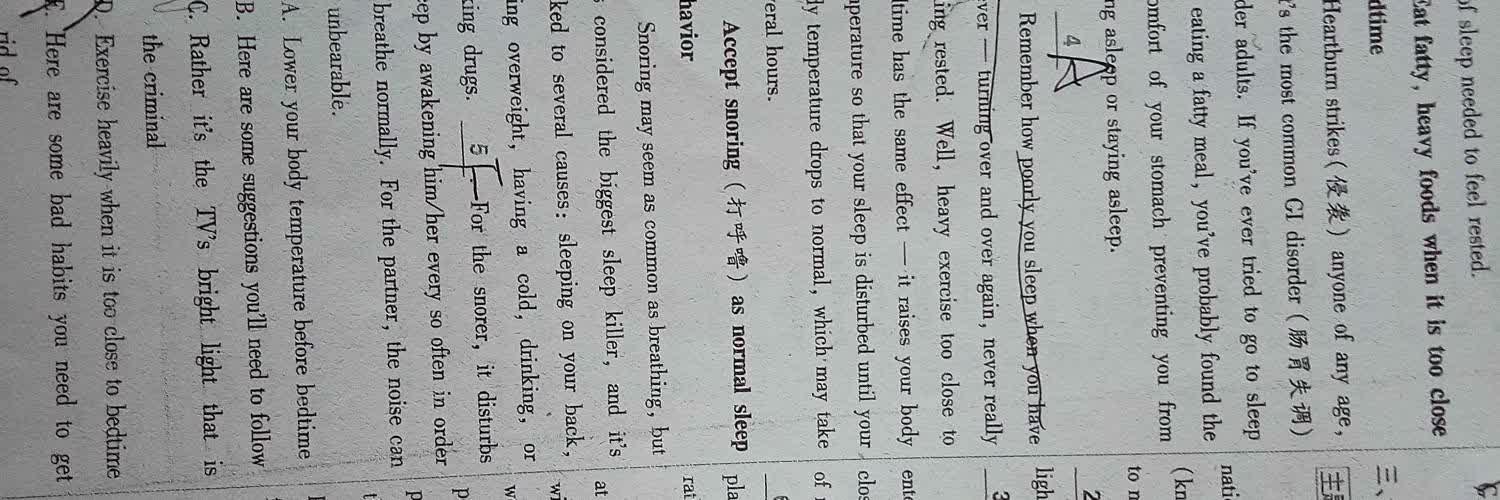 of sleep needed to feel rested.
Eat fatty, heavy foods when it is too close
dtime
Hearthurn strikes(侵袭) anyone of any age,
's the most common GI disorder (肠胃失调)
der adults. If you've ever tried to go to sleep
eating a fatty meal, you've probably found the
omfort of your stomach preventing you from
ng asleep or staying asleep.
4
Remember how poorly you sleep when you have
ver — turning over and over again, never really
ing rested. Well, heavy exercise too close to
ltime has the same effect — it raises your body
perature so that your sleep is disturbed until your
ly temperature drops to normal, which may take
eral hours.
Accept snoring (打呼噜) as normal sleep
havior
Snoring may seem as common as breathing, but
s considered the biggest sleep killer, and it's
ked to several causes: sleeping on your back,
ing overweight, having a cold, drinking, or
king drugs. 5 For the snorer, it disturbs
eep by awakening him/her every so often in order
breathe normally. For the partner, the noise can
unbearable.
A. Lower your body temperature before bedtime
B. Here are some suggestions you'll need to follow
C. Rather it's the TV's bright light that is
the criminal
D. Exercise heavily when it is too close to bedtime
E. Here are some bad habits you need to get
rid of
三、
nati
(kn
to n
2
ligh
3
ente
clos
of
pla
rat
at
wi
w
p
p
t